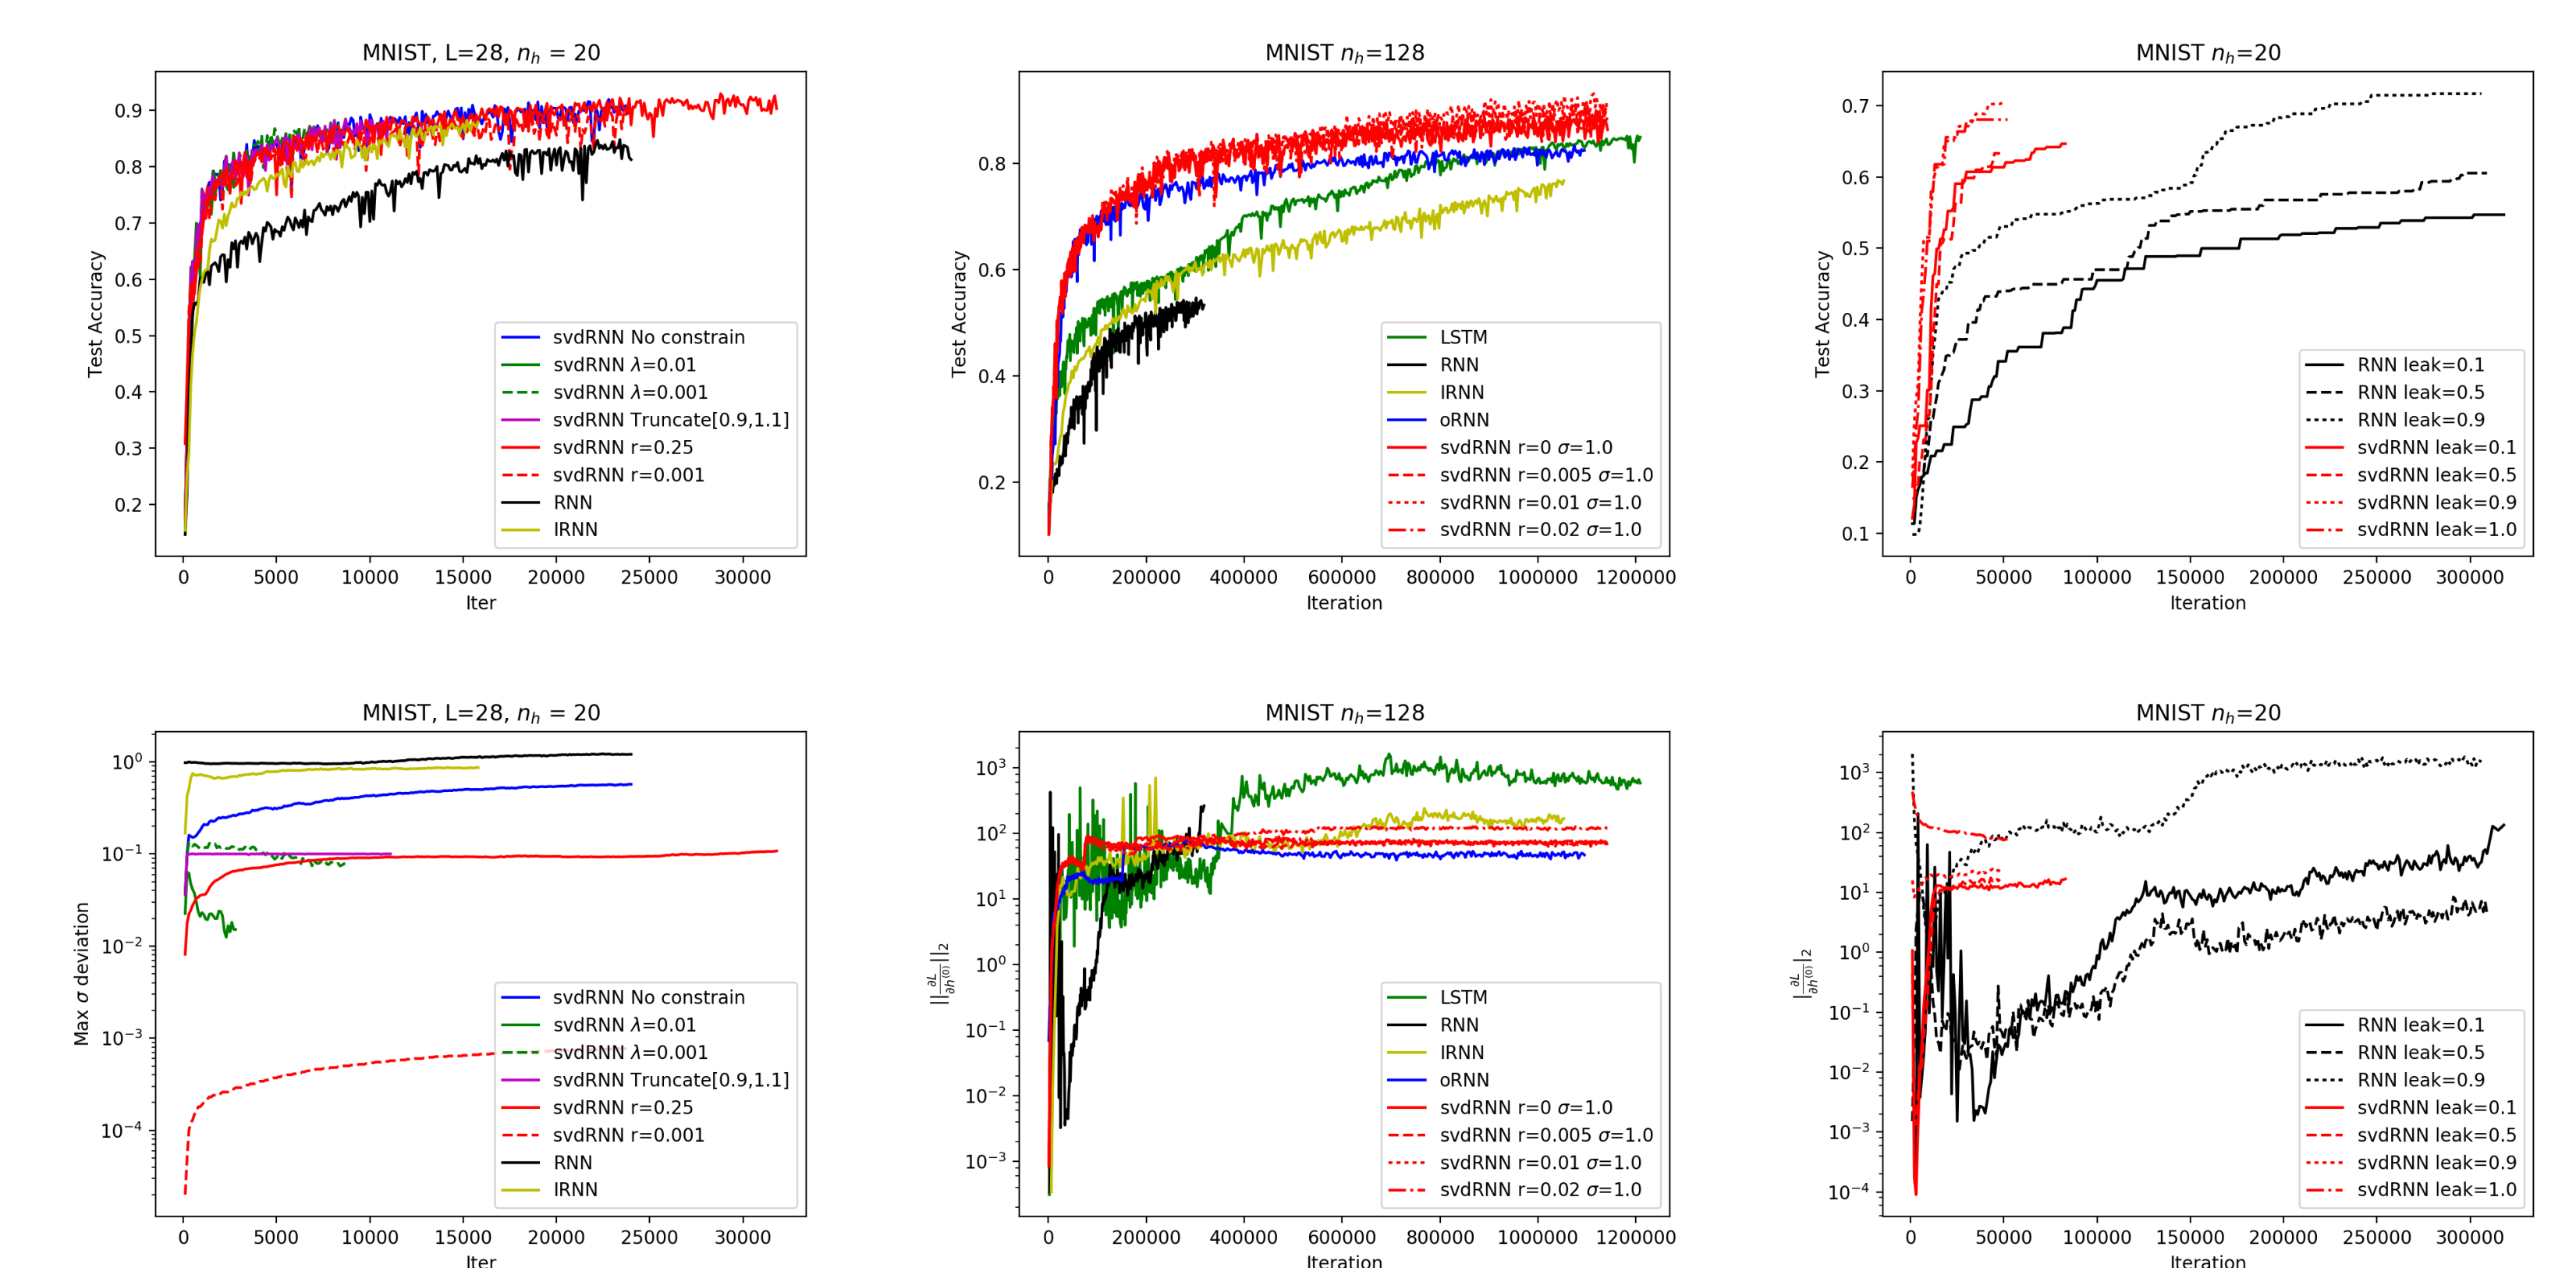 MNIST, L=28, n_h = 20
0.9
0.8
0.7
0.6
0.5
0.4
0.3
0.2
Test Accuracy
svdRNN No constrain
svdRNN λ=0.01
svdRNN λ=0.001
svdRNN Truncate[0.9,1.1]
svdRNN r=0.25
svdRNN r=0.001
RNN
IRNN
0 5000 10000 15000 20000 25000 30000
Iter
MNIST n_h=128
0.8
0.6
0.4
0.2
Test Accuracy
LSTM
RNN
IRNN
oRNN
svdRNN r=0 σ=1.0
svdRNN r=0.005 σ=1.0
svdRNN r=0.01 σ=1.0
svdRNN r=0.02 σ=1.0
0 200000 400000 600000 800000 1000000 1200000
Iteration
MNIST n_h=20
0.7
0.6
0.5
0.4
0.3
0.2
0.1
Test Accuracy
RNN leak=0.1
RNN leak=0.5
RNN leak=0.9
svdRNN leak=0.1
svdRNN leak=0.5
svdRNN leak=0.9
svdRNN leak=1.0
0 50000 100000 150000 200000 250000 300000
Iteration
MNIST, L=28, n_h = 20
10^0
10^-1
10^-2
10^-3
10^-4
Max σ deviation
svdRNN No constrain
svdRNN λ=0.01
svdRNN λ=0.001
svdRNN Truncate[0.9,1.1]
svdRNN r=0.25
svdRNN r=0.001
RNN
IRNN
0 5000 10000 15000 20000 25000 30000
Iter
MNIST n_h=128
10^3
10^2
10^1
10^0
10^-1
10^-2
10^-3
||∂L/∂h^(0)||_2
LSTM
RNN
IRNN
oRNN
svdRNN r=0 σ=1.0
svdRNN r=0.005 σ=1.0
svdRNN r=0.01 σ=1.0
svdRNN r=0.02 σ=1.0
0 200000 400000 600000 800000 1000000 1200000
Iteration
MNIST n_h=20
10^3
10^2
10^1
10^0
10^-1
10^-2
10^-3
10^-4
|∂L/∂h^(0)|_2
RNN leak=0.1
RNN leak=0.5
RNN leak=0.9
svdRNN leak=0.1
svdRNN leak=0.5
svdRNN leak=0.9
svdRNN leak=1.0
0 50000 100000 150000 200000 250000 300000
Iteration